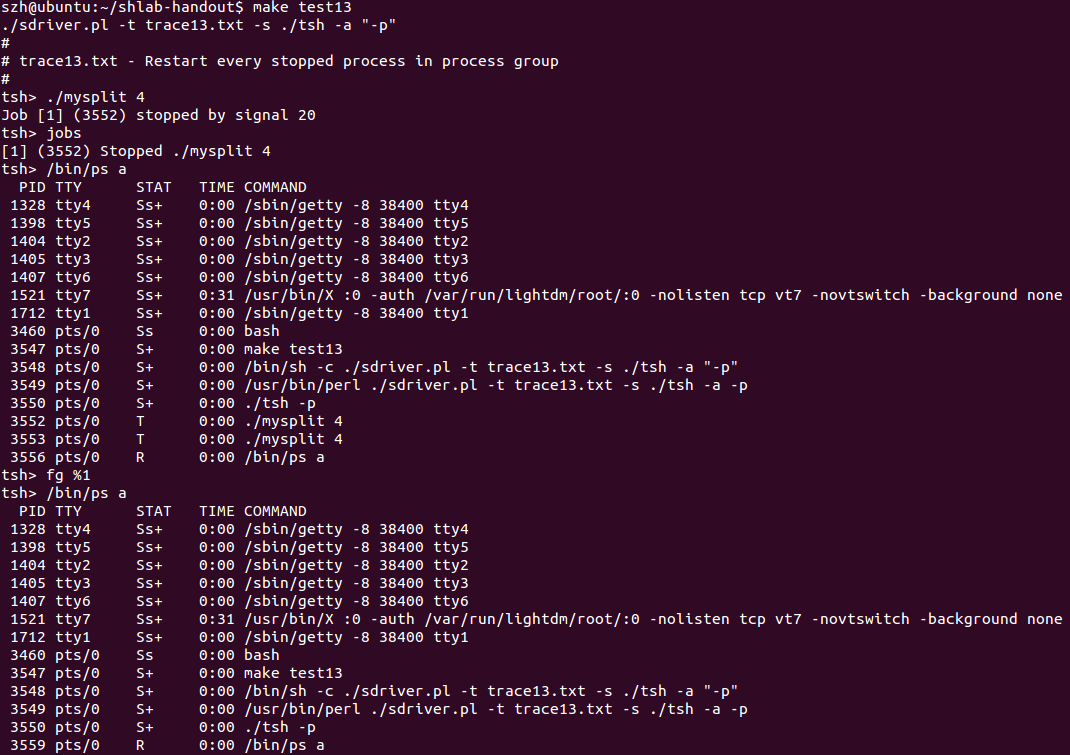 szh@ubuntu:~/shlab-handout$ make test13
./sdriver.pl -t trace13.txt -s ./tsh -a "-p"
#
# trace13.txt - Restart every stopped process in process group
#
tsh> ./mysplit 4
Job [1] (3552) stopped by signal 20
tsh> jobs
[1] (3552) Stopped ./mysplit 4
tsh> /bin/ps a
  PID TTY      STAT   TIME COMMAND
 1328 tty4     Ss+    0:00 /sbin/getty -8 38400 tty4
 1398 tty5     Ss+    0:00 /sbin/getty -8 38400 tty5
 1404 tty2     Ss+    0:00 /sbin/getty -8 38400 tty2
 1405 tty3     Ss+    0:00 /sbin/getty -8 38400 tty3
 1407 tty6     Ss+    0:00 /sbin/getty -8 38400 tty6
 1521 tty7     Ss+    0:31 /usr/bin/X :0 -auth /var/run/lightdm/root/:0 -nolisten tcp vt7 -novtswitch -background none
 1712 tty1     Ss+    0:00 /sbin/getty -8 38400 tty1
 3460 pts/0    Ss     0:00 bash
 3547 pts/0    S+     0:00 make test13
 3548 pts/0    S+     0:00 /bin/sh -c ./sdriver.pl -t trace13.txt -s ./tsh -a "-p"
 3549 pts/0    S+     0:00 /usr/bin/perl ./sdriver.pl -t trace13.txt -s ./tsh -a -p
 3550 pts/0    S+     0:00 ./tsh -p
 3552 pts/0    T      0:00 ./mysplit 4
 3553 pts/0    T      0:00 ./mysplit 4
 3556 pts/0    R      0:00 /bin/ps a
tsh> fg %1
tsh> /bin/ps a
  PID TTY      STAT   TIME COMMAND
 1328 tty4     Ss+    0:00 /sbin/getty -8 38400 tty4
 1398 tty5     Ss+    0:00 /sbin/getty -8 38400 tty5
 1404 tty2     Ss+    0:00 /sbin/getty -8 38400 tty2
 1405 tty3     Ss+    0:00 /sbin/getty -8 38400 tty3
 1407 tty6     Ss+    0:00 /sbin/getty -8 38400 tty6
 1521 tty7     Ss+    0:31 /usr/bin/X :0 -auth /var/run/lightdm/root/:0 -nolisten tcp vt7 -novtswitch -background none
 1712 tty1     Ss+    0:00 /sbin/getty -8 38400 tty1
 3460 pts/0    Ss     0:00 bash
 3547 pts/0    S+     0:00 make test13
 3548 pts/0    S+     0:00 /bin/sh -c ./sdriver.pl -t trace13.txt -s ./tsh -a "-p"
 3549 pts/0    S+     0:00 /usr/bin/perl ./sdriver.pl -t trace13.txt -s ./tsh -a -p
 3550 pts/0    S+     0:00 ./tsh -p
 3559 pts/0    R      0:00 /bin/ps a